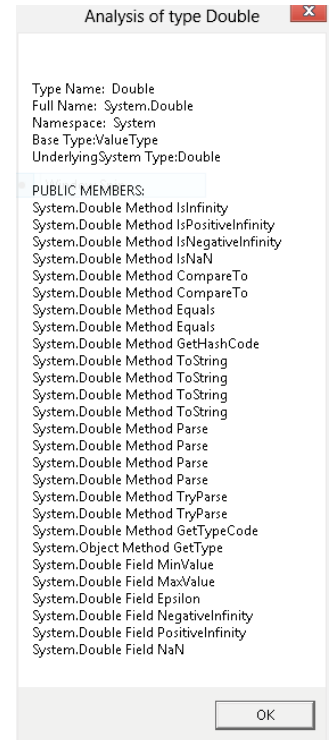 Analysis of type Double
Type Name: Double
Full Name: System.Double
Namespace: System
Base Type:ValueType
UnderlyingSystem Type:Double
PUBLIC MEMBERS:
System.Double Method IsInfinity
System.Double Method IsPositiveInfinity
System.Double Method IsNegativeInfinity
System.Double Method IsNaN
System.Double Method CompareTo
System.Double Method CompareTo
System.Double Method Equals
System.Double Method Equals
System.Double Method GetHashCode
System.Double Method ToString
System.Double Method ToString
System.Double Method ToString
System.Double Method ToString
System.Double Method Parse
System.Double Method Parse
System.Double Method Parse
System.Double Method Parse
System.Double Method TryParse
System.Double Method TryParse
System.Double Method GetTypeCode
System.Object Method GetType
System.Double Field MinValue
System.Double Field MaxValue
System.Double Field Epsilon
System.Double Field NegativeInfinity
System.Double Field PositiveInfinity
System.Double Field NaN
OK